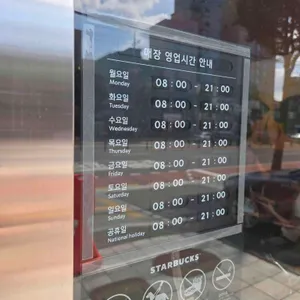 매장 영업시간 안내
월요일 08 : 00 - 21 : 00
Monday
화요일 08 : 00 - 21 : 00
Tuesday
수요일 08 : 00 - 21 : 00
Wednesday
목요일 08 : 00 - 21 : 00
Thursday
금요일 08 : 00 - 21 : 00
Friday
토요일 08 : 00 - 21 : 00
Saturday
일요일 08 : 00 - 21 : 00
Sunday
공휴일 08 : 00 - 21 : 00
National holiday
STARBUCKS